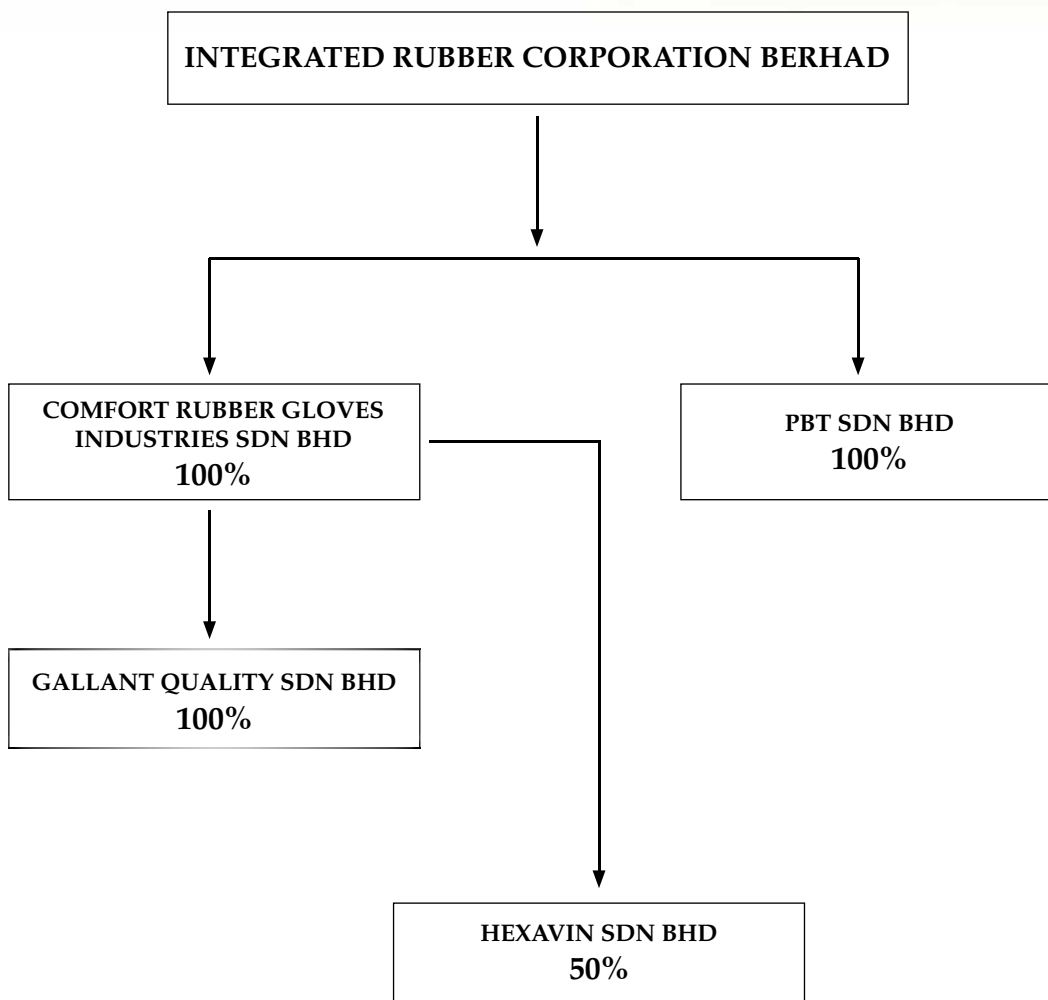 INTEGRATED RUBBER CORPORATION BERHAD
COMFORT RUBBER GLOVES
INDUSTRIES SDN BHD
100%
PBT SDN BHD
100%
GALLANT QUALITY SDN BHD
100%
HEXAVIN SDN BHD
50%